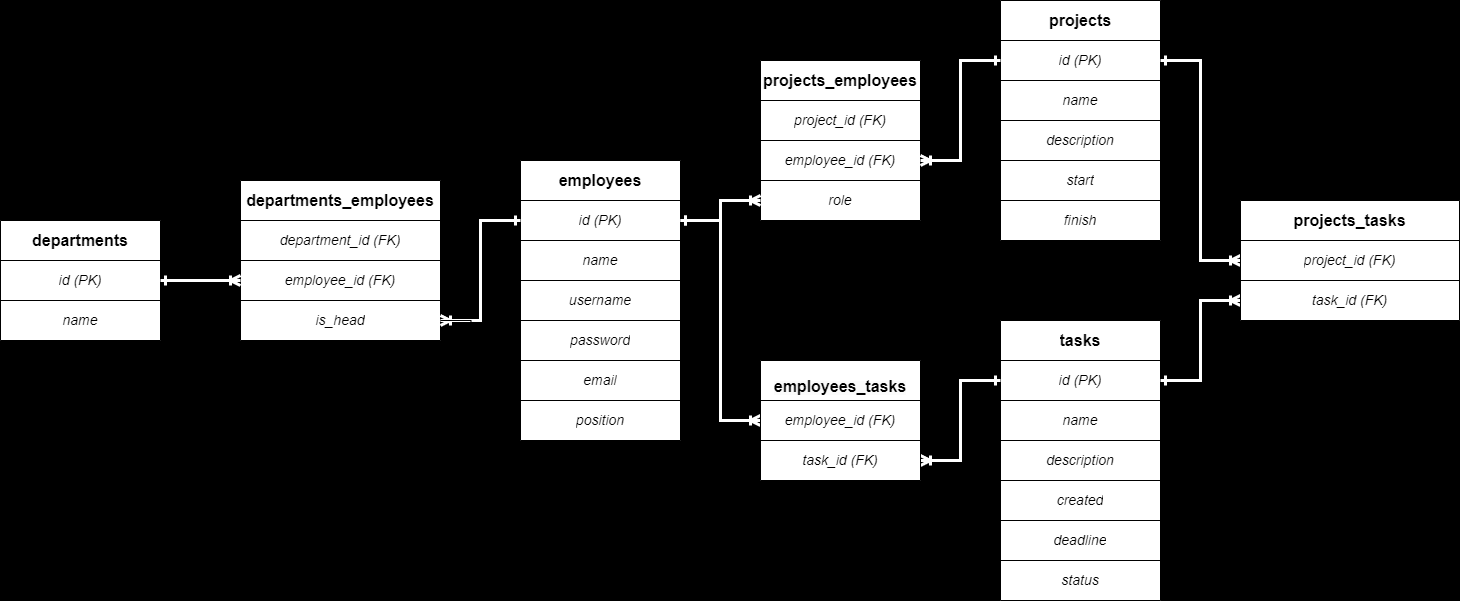 departments
id (PK)
name
departments_employees
department_id (FK)
employee_id (FK)
is_head
employees
id (PK)
name
username
password
email
position
projects_employees
project_id (FK)
employee_id (FK)
role
employees_tasks
employee_id (FK)
task_id (FK)
projects
id (PK)
name
description
start
finish
tasks
id (PK)
name
description
created
deadline
status
projects_tasks
project_id (FK)
task_id (FK)